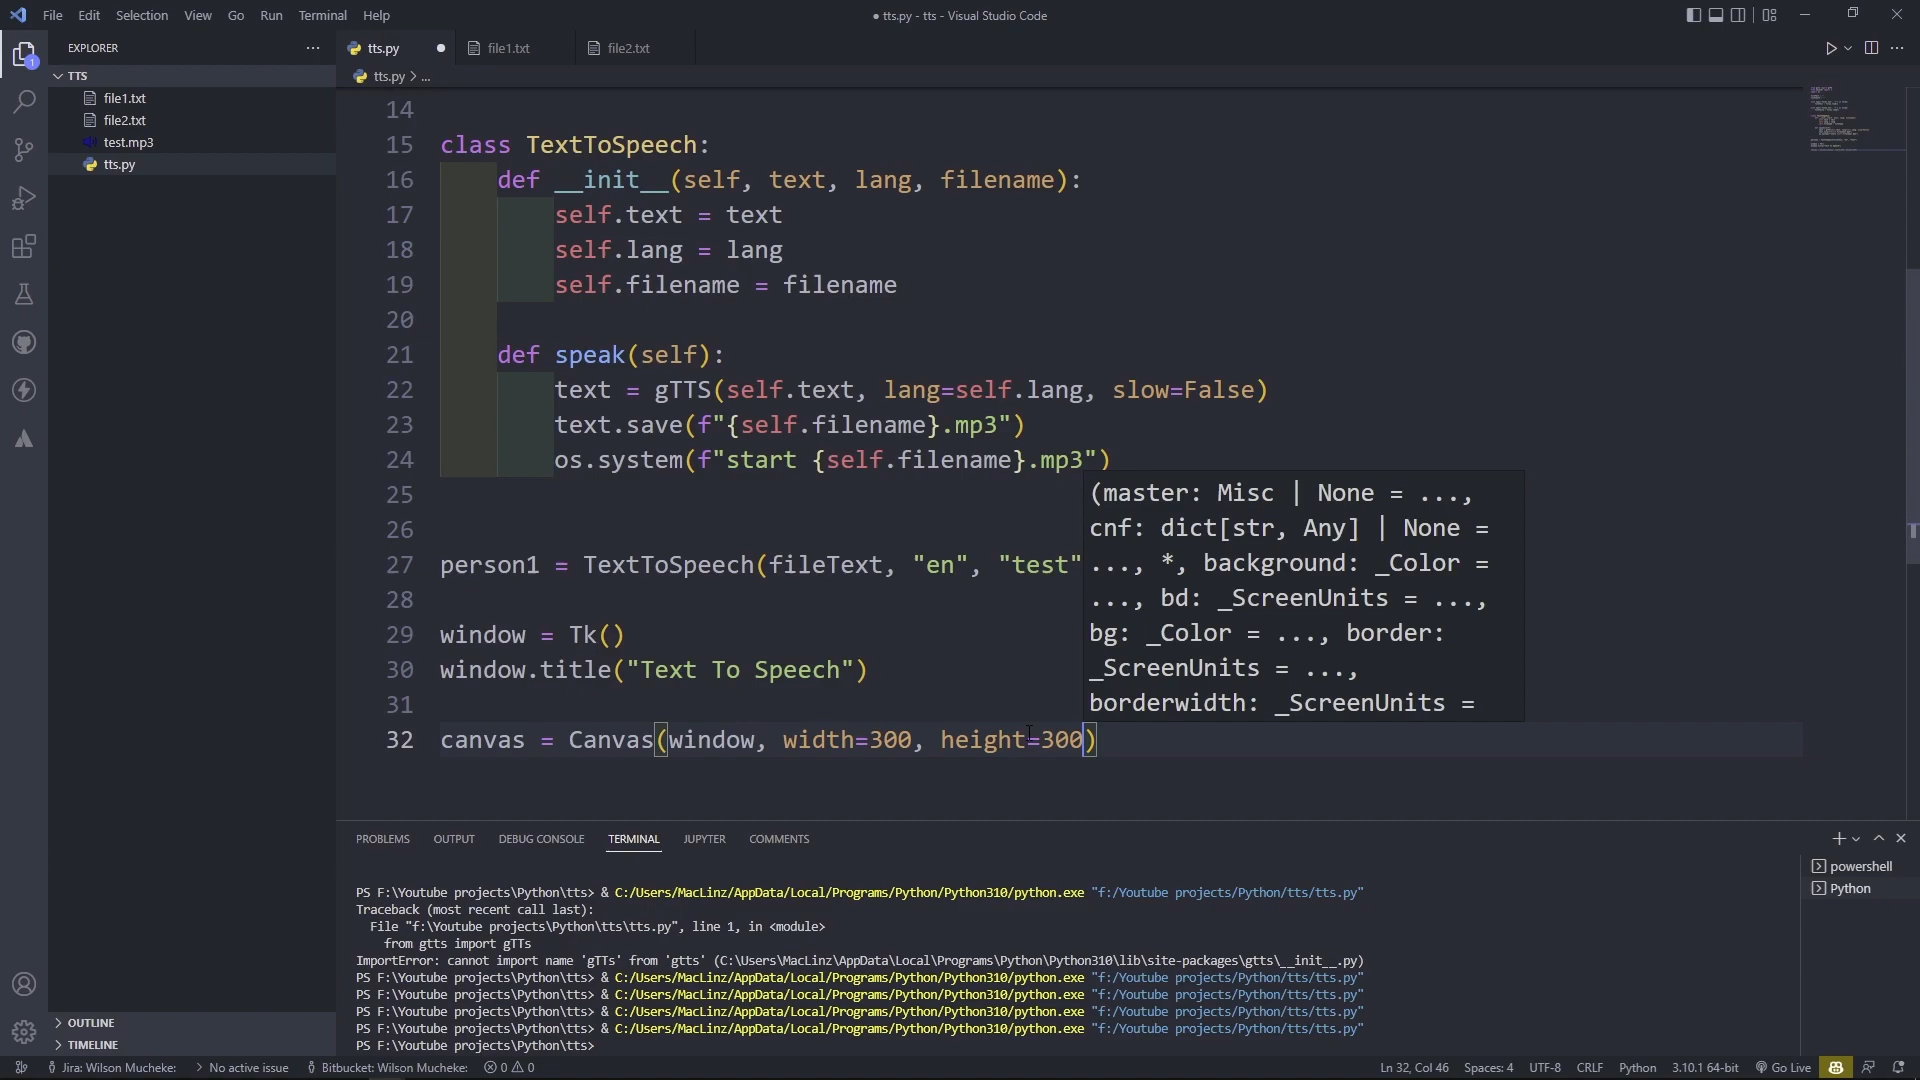 File Edit Selection View Go Run Terminal Help
● tts.py - tts - Visual Studio Code
EXPLORER
tts.py
file1.txt
file2.txt
TTS
tts.py > ...
file1.txt
file2.txt
test.mp3
tts.py
14
15 class TextToSpeech:
16 def __init__(self, text, lang, filename):
17 self.text = text
18 self.lang = lang
19 self.filename = filename
20
21 def speak(self):
22 text = gTTS(self.text, lang=self.lang, slow=False)
23 text.save(f"{self.filename}.mp3")
24 os.system(f"start {self.filename}.mp3")
25
26
27 person1 = TextToSpeech(fileText, "en", "test"
28
29 window = Tk()
30 window.title("Text To Speech")
31
32 canvas = Canvas(window, width=300, height=300)
(master: Misc | None = ...,
cnf: dict[str, Any] | None =
..., *, background: _Color =
..., bd: _ScreenUnits = ...,
bg: _Color = ..., border:
_ScreenUnits = ...,
borderwidth: _ScreenUnits =
PROBLEMS OUTPUT DEBUG CONSOLE TERMINAL JUPYTER COMMENTS
powershell
Python
PS F:\Youtube projects\Python\tts> & C:/Users/MacLinz/AppData/Local/Programs/Python/Python310/python.exe "f:/Youtube projects/Python/tts/tts.py"
Traceback (most recent call last):
File "f:\Youtube projects\Python\tts\tts.py", line 1, in <module>
from gtts import gTTs
ImportError: cannot import name 'gTTs' from 'gtts' (C:\Users\MacLinz\AppData\Local\Programs\Python\Python310\lib\site-packages\gtts\__init__.py)
PS F:\Youtube projects\Python\tts> & C:/Users/MacLinz/AppData/Local/Programs/Python/Python310/python.exe "f:/Youtube projects/Python/tts/tts.py"
PS F:\Youtube projects\Python\tts> & C:/Users/MacLinz/AppData/Local/Programs/Python/Python310/python.exe "f:/Youtube projects/Python/tts/tts.py"
PS F:\Youtube projects\Python\tts> & C:/Users/MacLinz/AppData/Local/Programs/Python/Python310/python.exe "f:/Youtube projects/Python/tts/tts.py"
PS F:\Youtube projects\Python\tts> & C:/Users/MacLinz/AppData/Local/Programs/Python/Python310/python.exe "f:/Youtube projects/Python/tts/tts.py"
PS F:\Youtube projects\Python\tts>
OUTLINE
TIMELINE
Jira: Wilson Mucheke: > No active issue Bitbucket: Wilson Mucheke: 0 0 Ln 32, Col 46 Spaces: 4 UTF-8 CRLF Python 3.10.1 64-bit Go Live